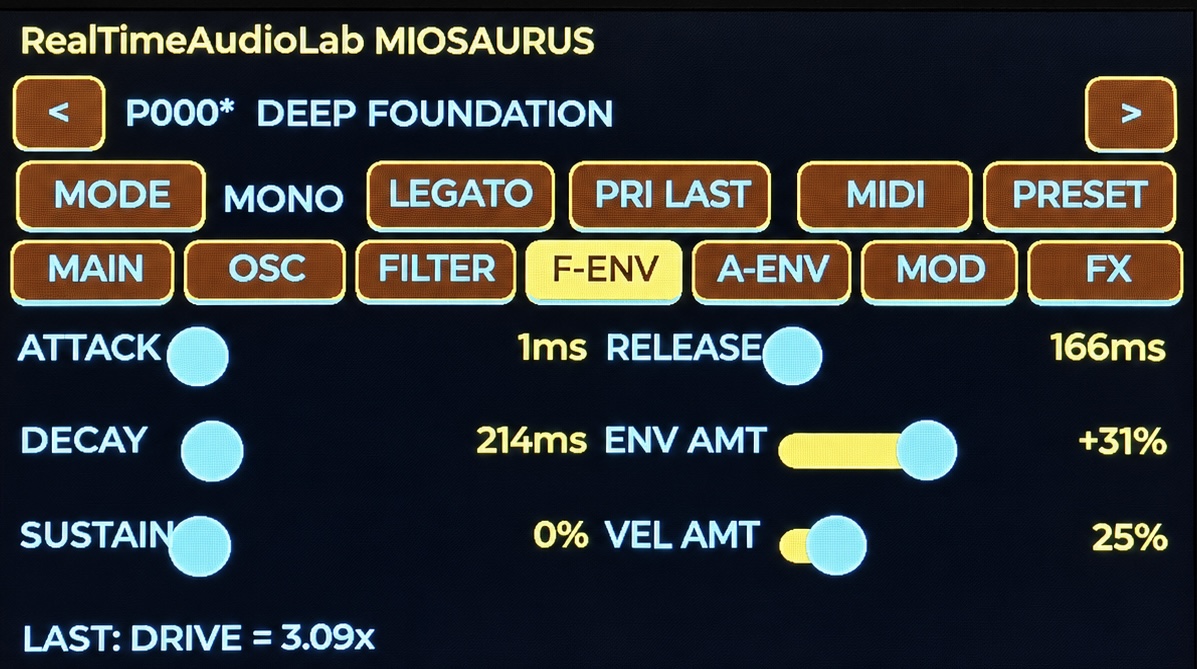 RealTimeAudioLab MIOSAURUS
< P000* DEEP FOUNDATION >
MODE MONO LEGATO PRI LAST MIDI PRESET
MAIN OSC FILTER F-ENV A-ENV MOD FX
ATTACK 1ms RELEASE 166ms
DECAY 214ms ENV AMT +31%
SUSTAIN 0% VEL AMT 25%
LAST: DRIVE = 3.09x